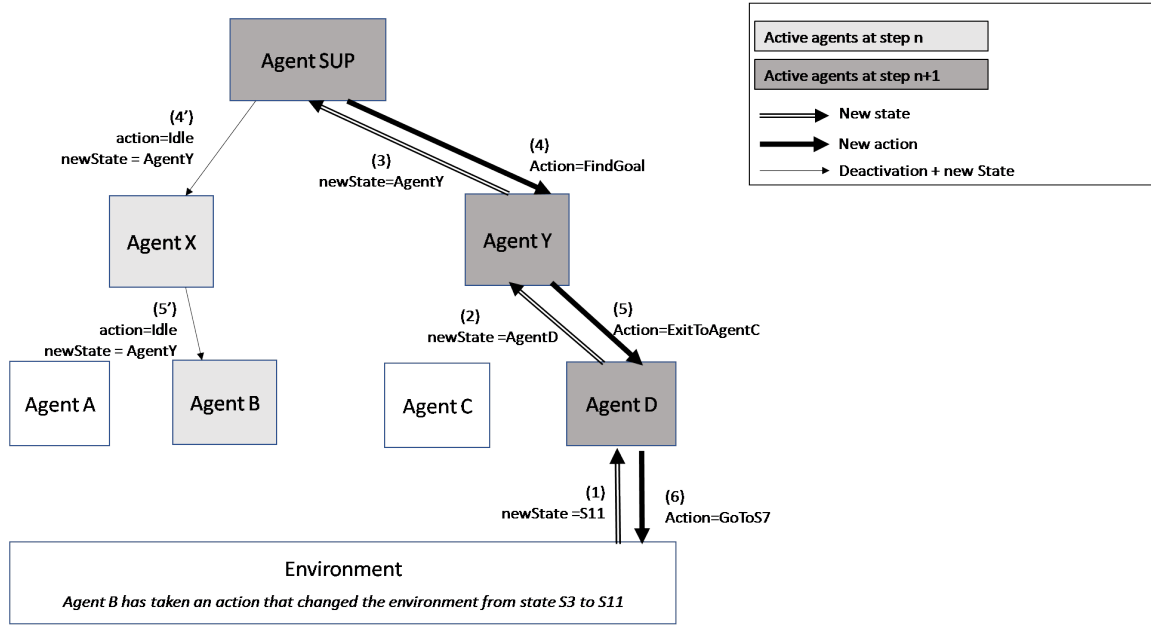 Agent SUP
Active agents at step n
Active agents at step n+1
New state
New action
Deactivation + new State
(4’)
action=Idle
newState = AgentY
(3)
newState=AgentY
(4)
Action=FindGoal
Agent X
Agent Y
(5’)
action=Idle
newState = AgentY
(2)
newState =AgentD
(5)
Action=ExitToAgentC
Agent A
Agent B
Agent C
Agent D
(1)
newState =S11
(6)
Action=GoToS7
Environment
Agent B has taken an action that changed the environment from state S3 to S11